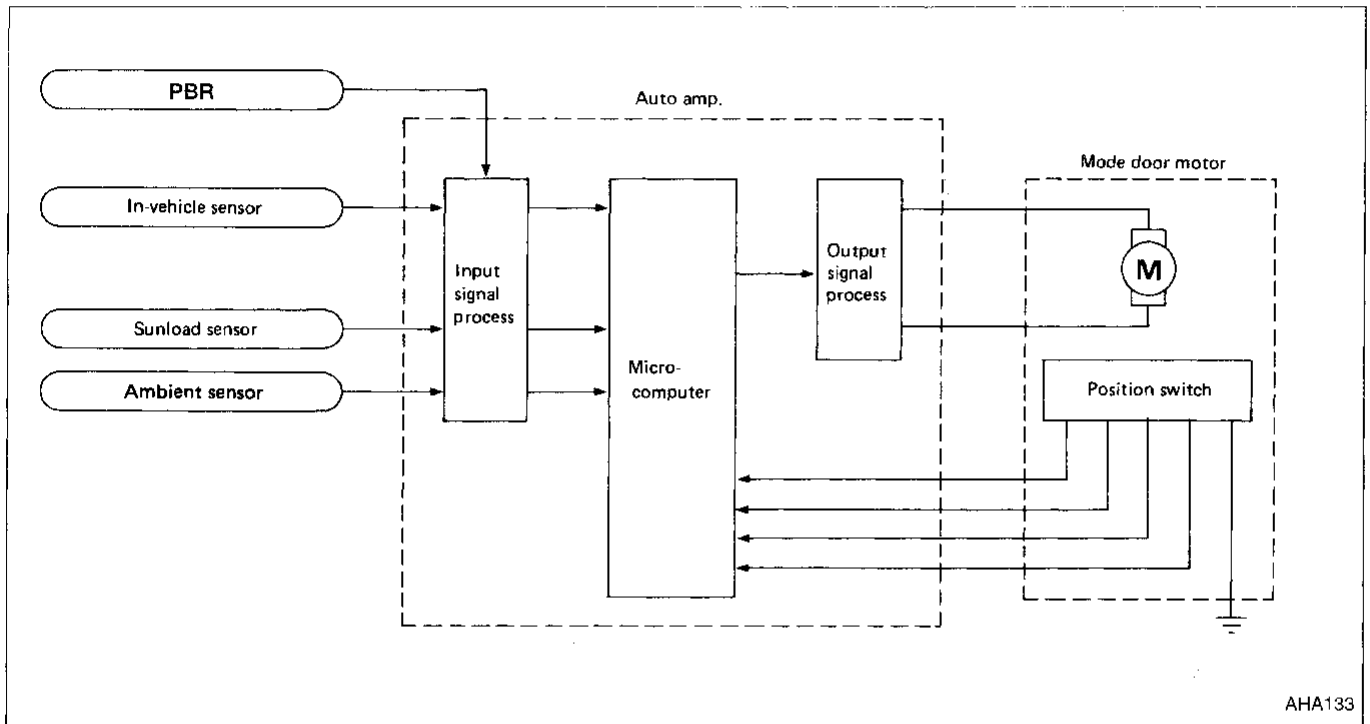 PBR
Auto amp.
Mode door motor
In-vehicle sensor
Input
signal
process
Output
signal
process
M
Sunload sensor
Micro-
computer
Ambient sensor
Position switch
AHA133